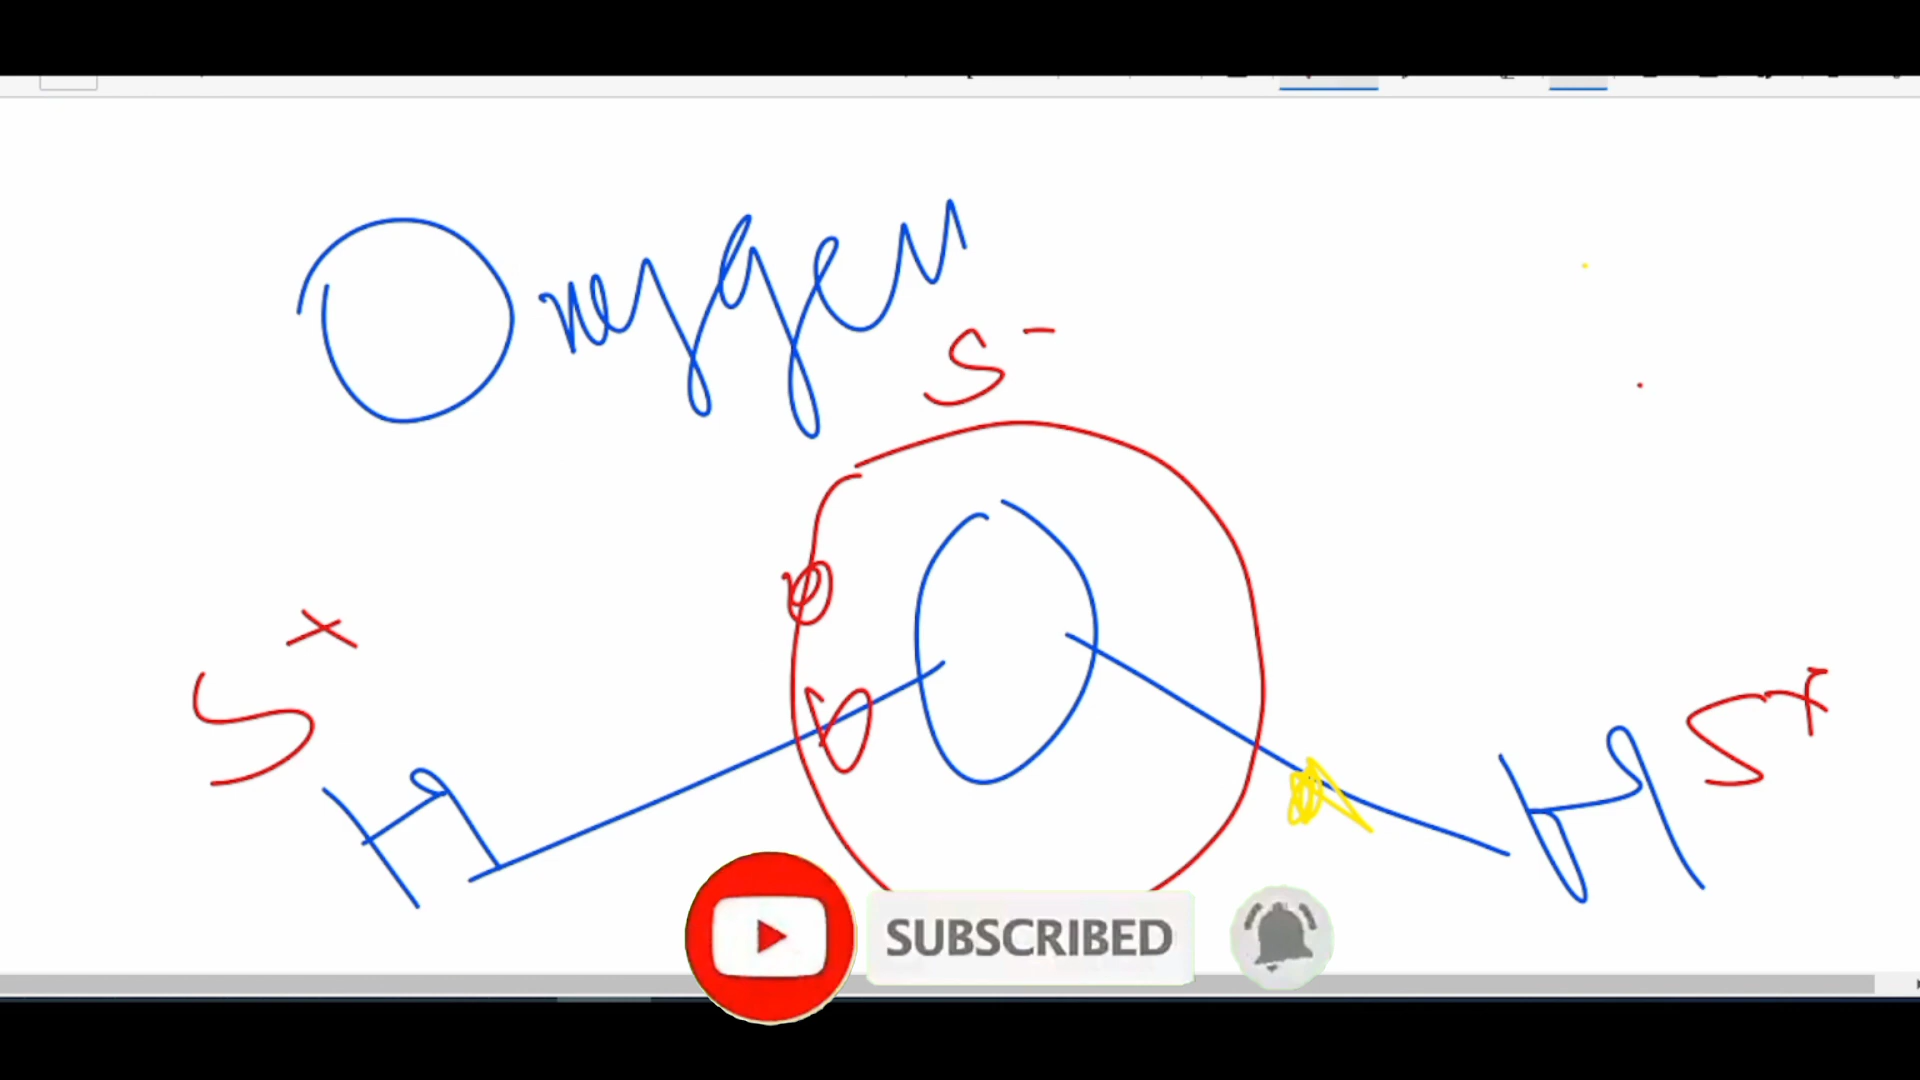 Oxygen
S -
O
S +
H
H
S +
SUBSCRIBED